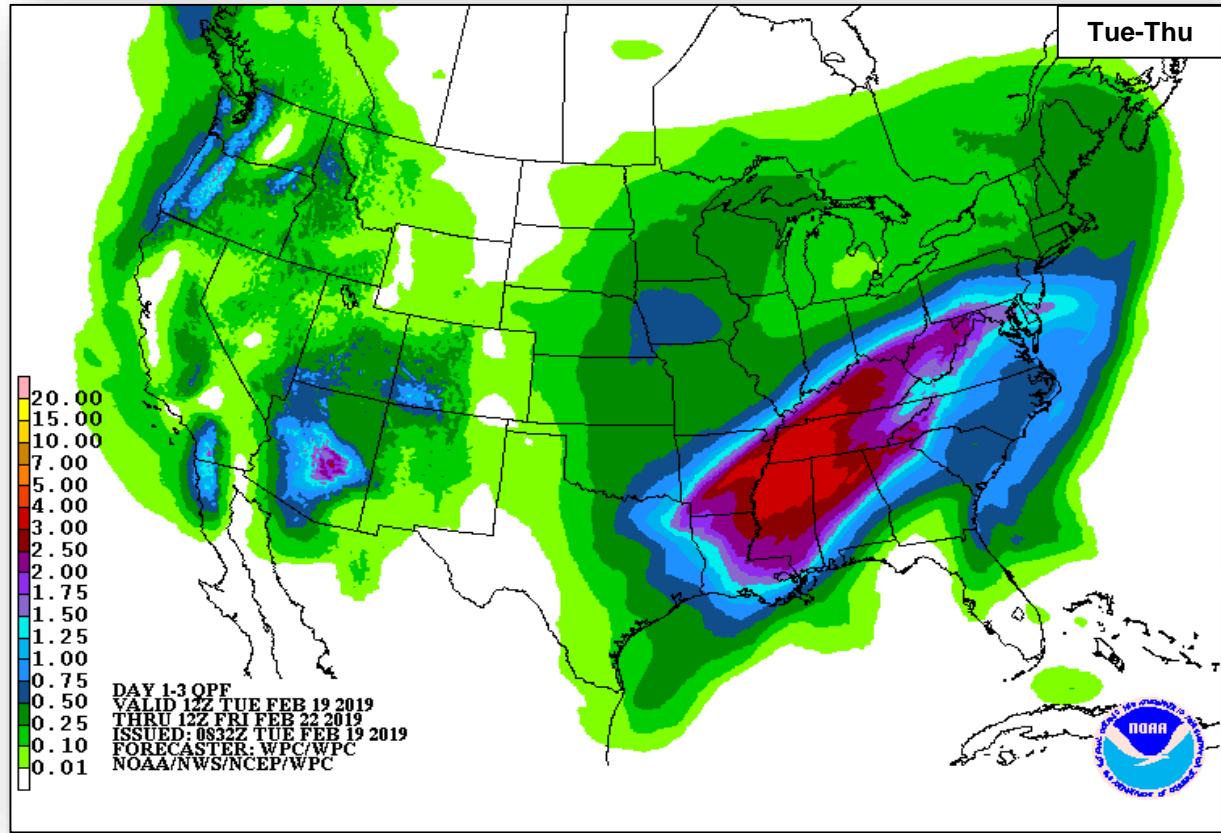 Tue-Thu
20.00
15.00
10.00
7.00
5.00
4.00
3.00
2.50
2.00
1.75
1.50
1.25
1.00
0.75
0.50
0.25
0.10
0.01
DAY 1-3 QPF
VALID 12Z TUE FEB 19 2019
THRU 12Z FRI FEB 22 2019
ISSUED: 0832Z TUE FEB 19 2019
FORECASTER: WPC/WPC
NOAA/NWS/NCEP/WPC
NOAA